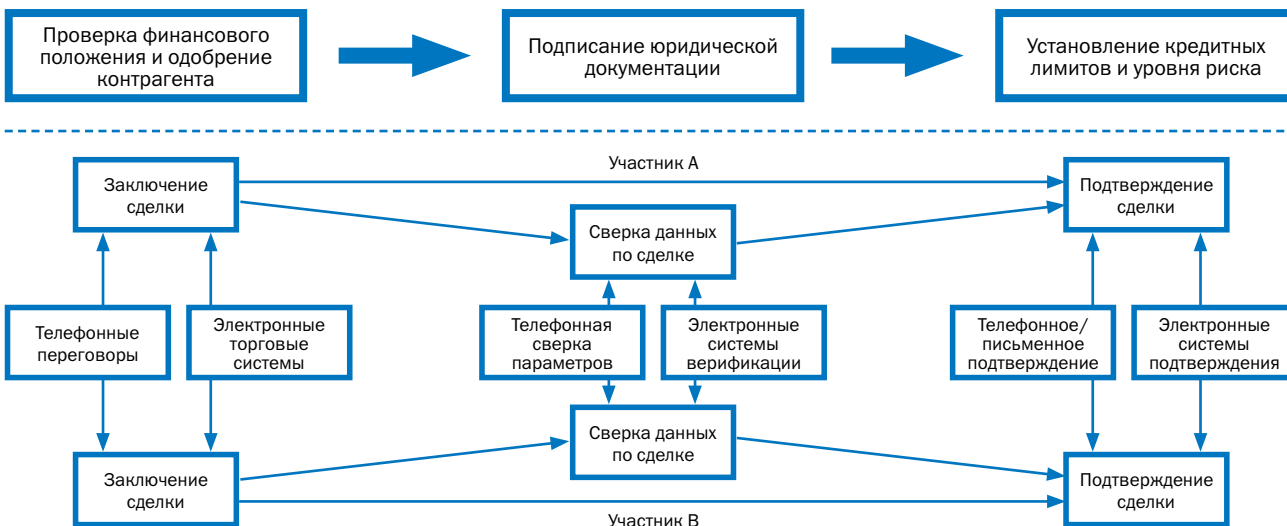 Проверка финансового
положения и одобрение
контрагента
Подписание юридической
документации
Установление кредитных
лимитов и уровня риска
Участник А
Заключение
сделки
Подтверждение
сделки
Сверка данных
по сделке
Телефонные
переговоры
Электронные
торговые
системы
Телефонная
сверка
параметров
Электронные
системы
верификации
Телефонное/
письменное
подтверждение
Электронные
системы
подтверждения
Сверка данных
по сделке
Заключение
сделки
Подтверждение
сделки
Участник В